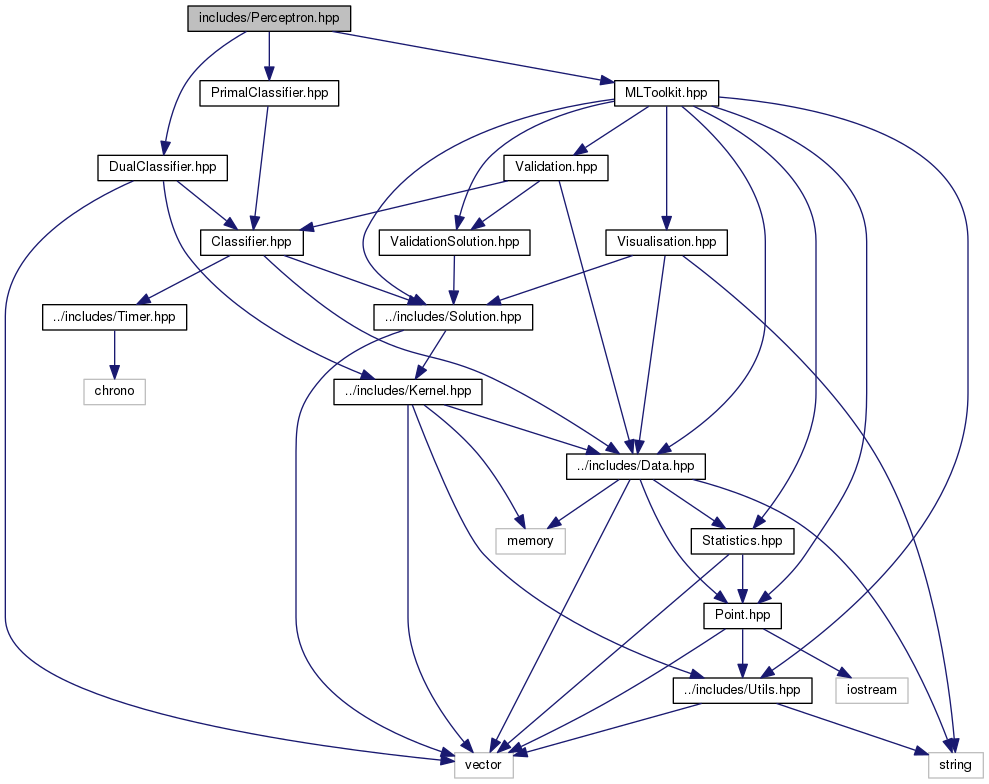 includes/Perceptron.hpp
PrimalClassifier.hpp
MLToolkit.hpp
DualClassifier.hpp
Validation.hpp
Classifier.hpp
ValidationSolution.hpp
Visualisation.hpp
../includes/Timer.hpp
../includes/Solution.hpp
chrono
../includes/Kernel.hpp
../includes/Data.hpp
memory
Statistics.hpp
Point.hpp
../includes/Utils.hpp
iostream
vector
string